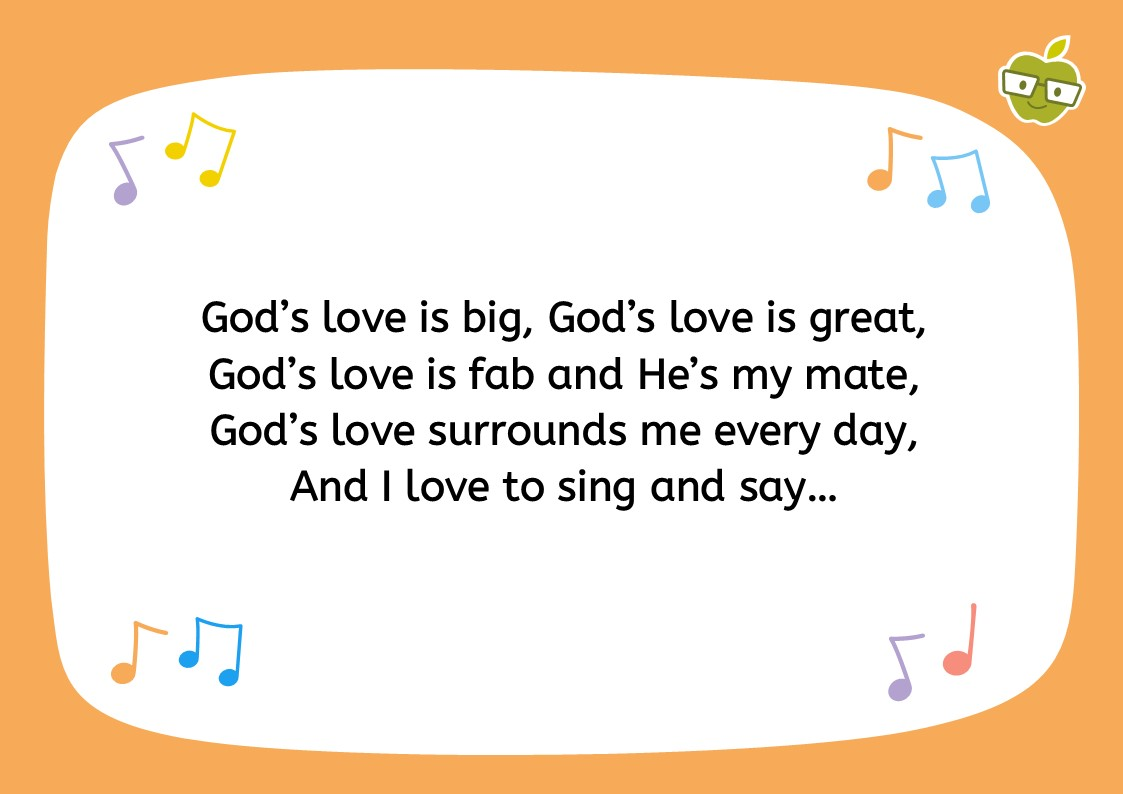 God’s love is big, God’s love is great,
God’s love is fab and He’s my mate,
God’s love surrounds me every day,
And I love to sing and say...